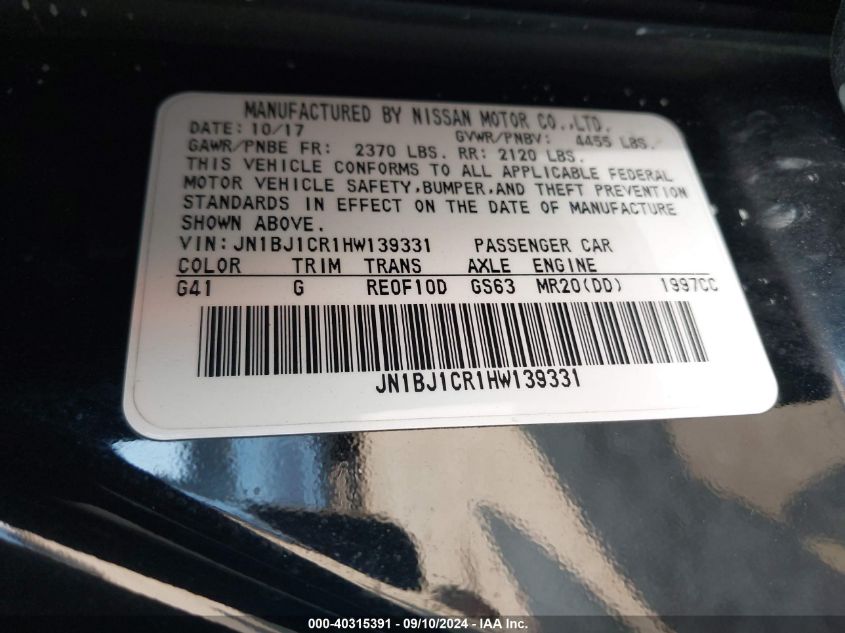 MANUFACTURED BY NISSAN MOTOR CO.,LTD.
DATE: 10/17 GVWR/PNBV: 4455 LBS.
GAWR/PNBE FR: 2370 LBS. RR: 2120 LBS.
THIS VEHICLE CONFORMS TO ALL APPLICABLE FEDERAL
MOTOR VEHICLE SAFETY,BUMPER,AND THEFT PREVENTION
STANDARDS IN EFFECT ON THE DATE OF MANUFACTURE
SHOWN ABOVE.
VIN:JN1BJ1CR1HW139331 PASSENGER CAR
COLOR TRIM TRANS AXLE ENGINE
G41 G RE0F10D GS63 MR20(DD) 1997CC
JN1BJ1CR1HW139331
000-40315391 - 09/10/2024 - IAA Inc.